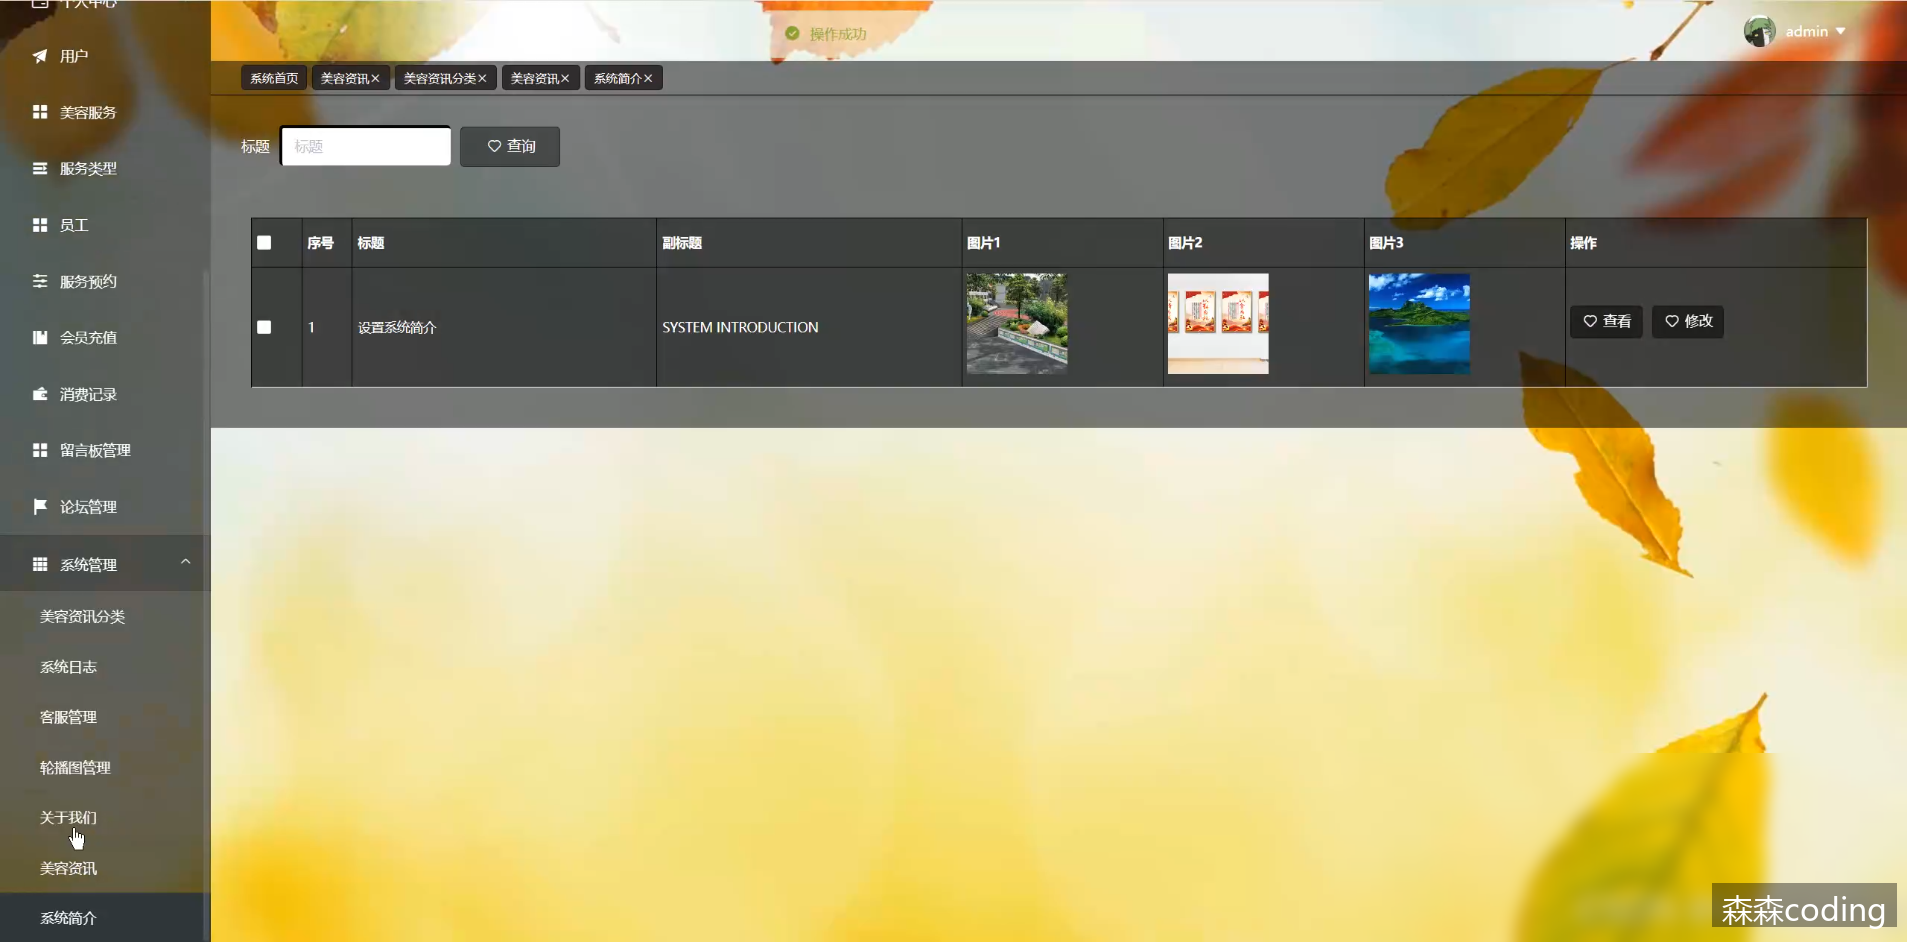 个人中心
用户
美容服务
服务类型
员工
服务预约
会员充值
消费记录
留言板管理
论坛管理
系统管理
美容资讯分类
系统日志
客服管理
轮播图管理
关于我们
美容资讯
系统简介
操作成功
admin
系统首页 美容资讯 美容资讯分类 美容资讯 系统简介
标题 标题 查询
序号 标题 副标题 图片1 图片2 图片3 操作
1 设置系统简介 SYSTEM INTRODUCTION 查看 修改
森森coding